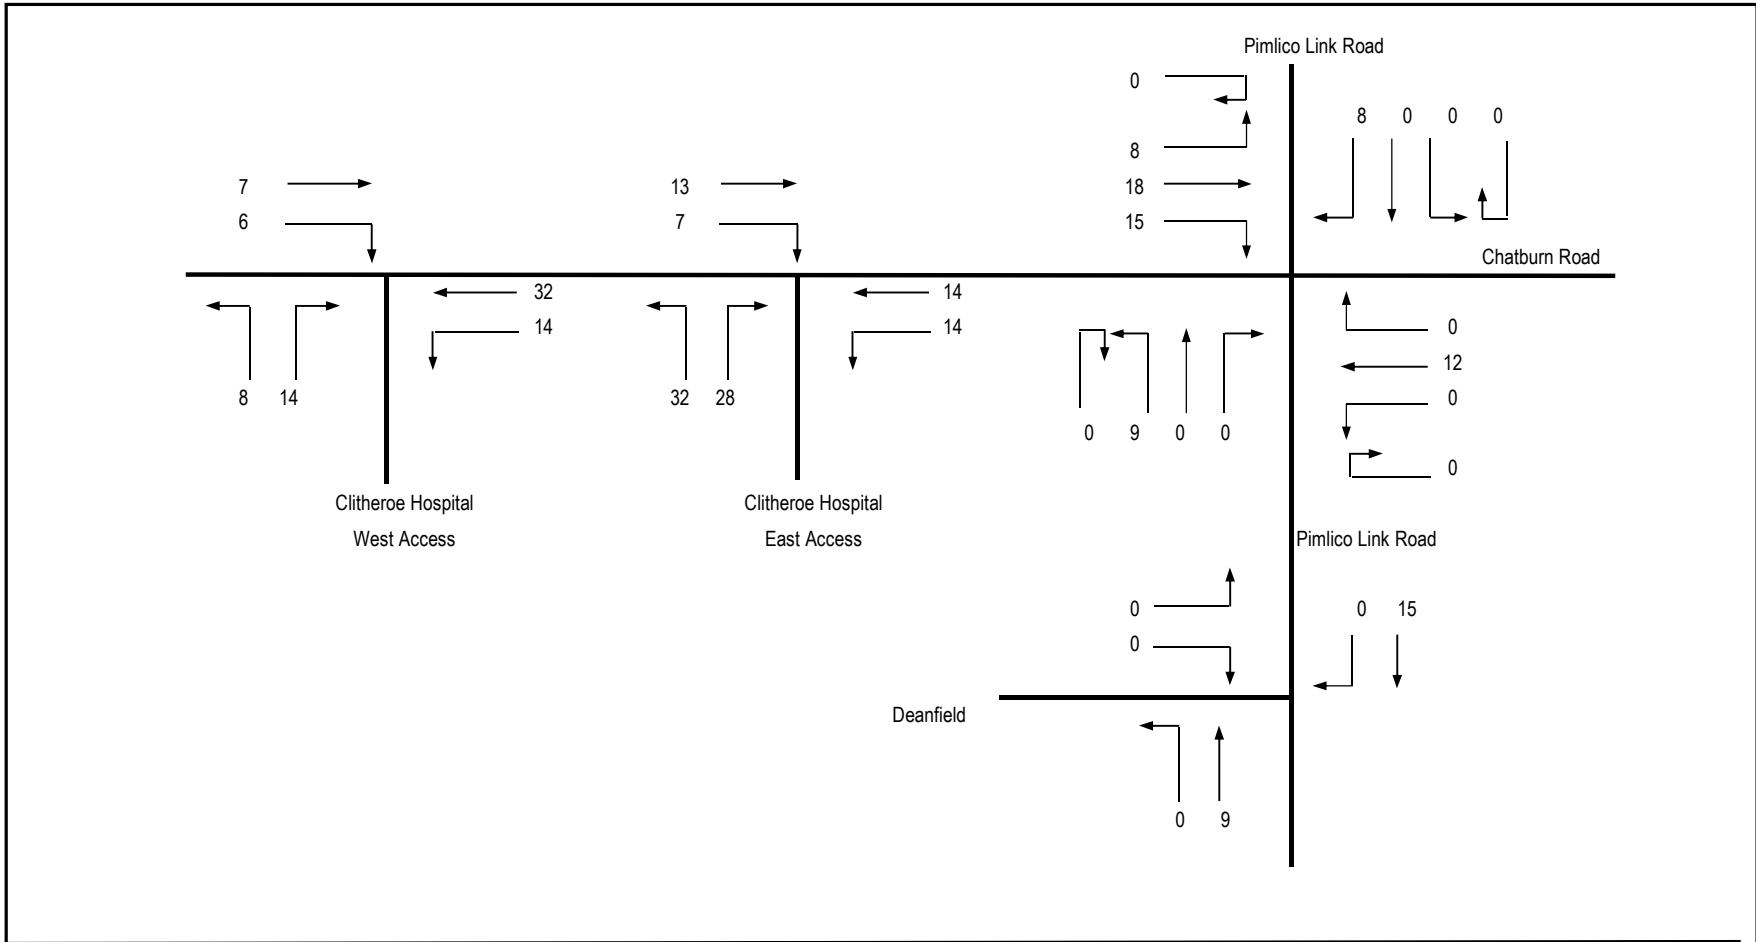 Pimlico Link Road
0
8 0 0 0
8
7 13 18
6 7 15
Chatburn Road
32 14
14 14 0
12
8 14 32 28 0
0 9 0 0
0
Clitheroe Hospital Clitheroe Hospital
West Access East Access Pimlico Link Road
0 0 15
0
Deanfield
0 9